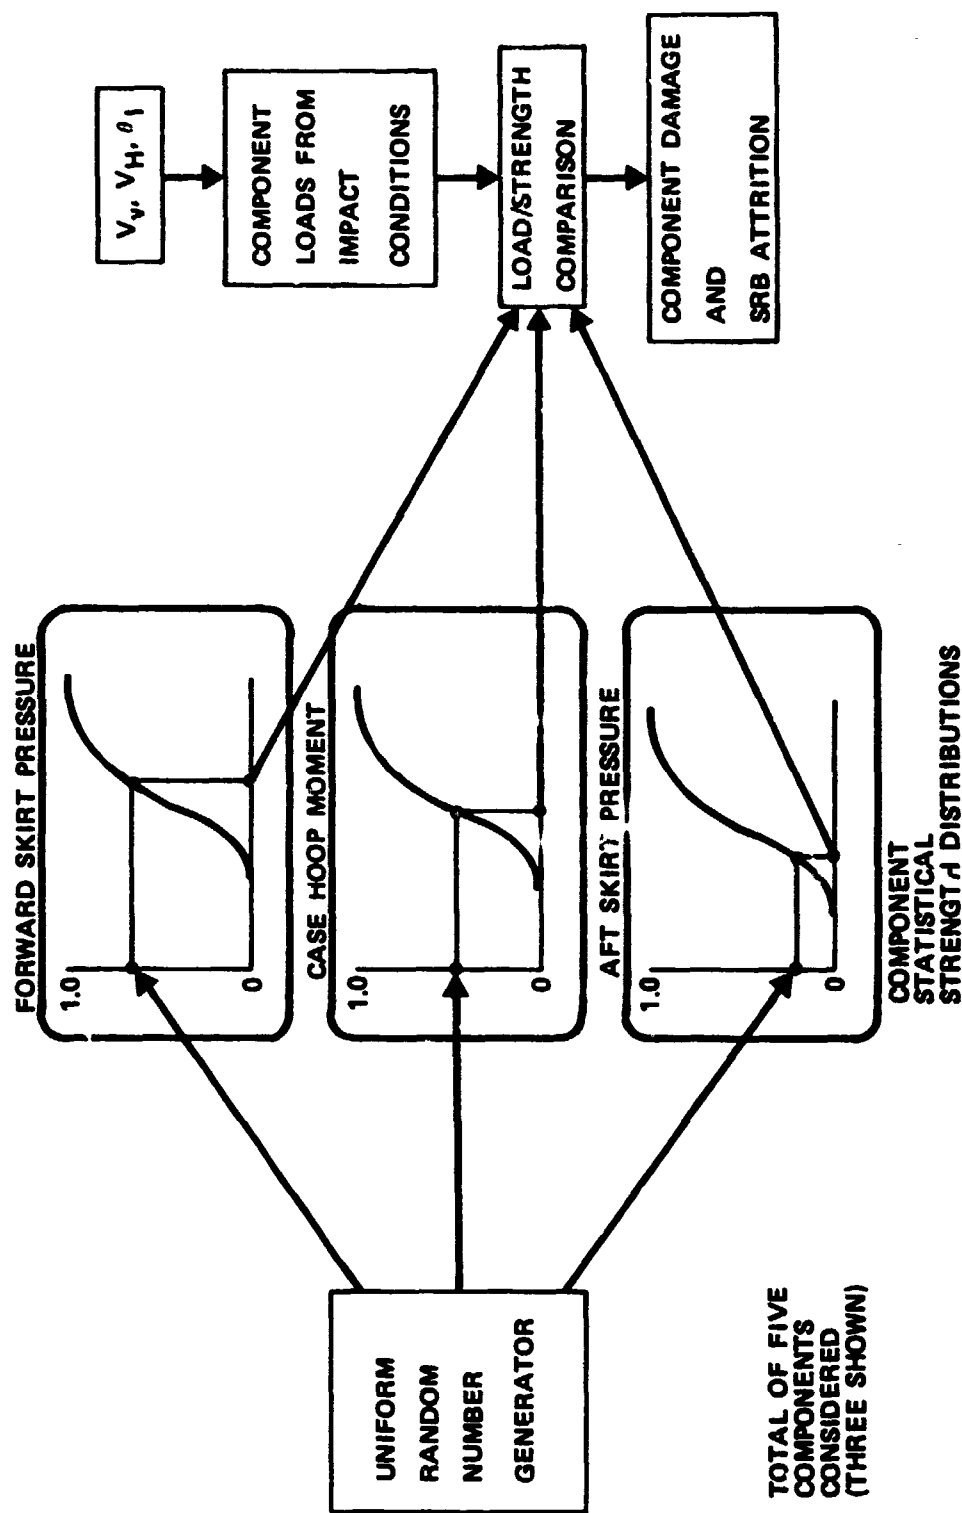 FORWARD SKIRT PRESSURE
1.0
0
CASE HOOP MOMENT
1.0
0
AFT SKIRT PRESSURE
1.0
0
COMPONENT
STATISTICAL
STRENGTH DISTRIBUTIONS
UNIFORM
RANDOM
NUMBER
GENERATOR
TOTAL OF FIVE
COMPONENTS
CONSIDERED
(THREE SHOWN)
V_V, V_H, θ_I
COMPONENT
LOADS FROM
IMPACT
CONDITIONS
LOAD/STRENGTH
COMPARISON
COMPONENT DAMAGE
AND
SRB ATTRITION